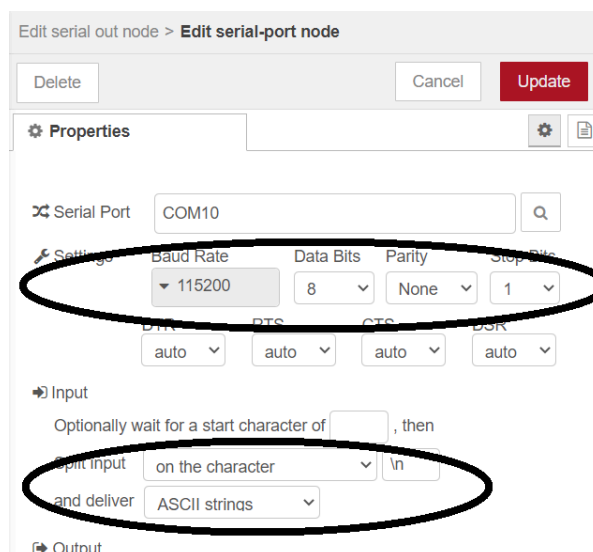 Edit serial out node > Edit serial-port node
Delete Cancel Update
Properties
Serial Port COM10
Settings Baud Rate Data Bits Parity Stop Bits
115200 8 None 1
DTR RTS CTS DSR
auto auto auto auto
Input
Optionally wait for a start character of , then
Split input on the character \n
and deliver ASCII strings
Output